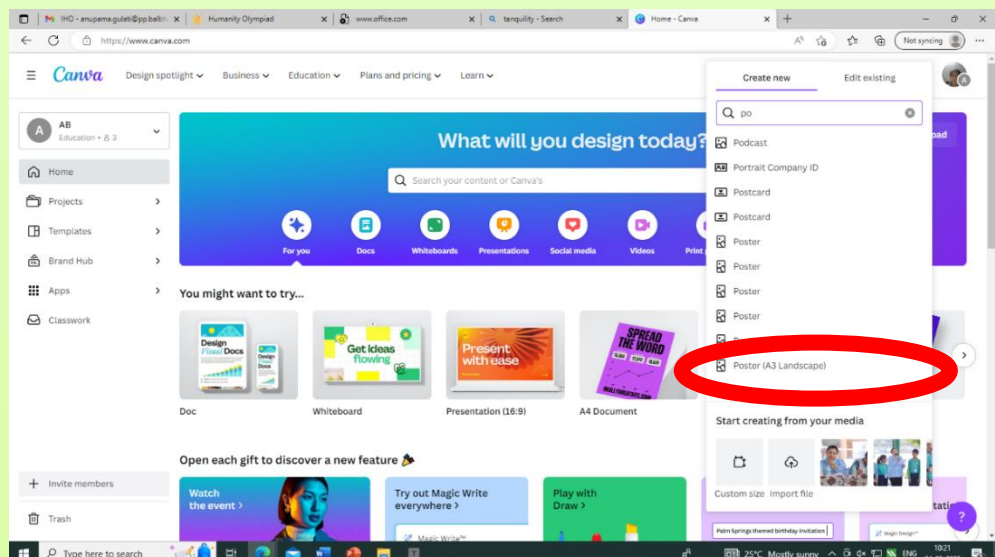 IHO - anupama.gulati@pp.balbh
Humanity Olympiad
www.office.com
tanquility - Search
Home - Canva
https://www.canva.com
Not syncing
Canva
Design spotlight
Business
Education
Plans and pricing
Learn
Create new
Edit existing
A
AB
Education • 3
Home
Projects
Templates
Brand Hub
Apps
Classwork
Invite members
Trash
What will you design today?
Search your content or Canva's
For you
Docs
Whiteboards
Presentations
Social media
Videos
Print
po
Podcast
Portrait Company ID
Postcard
Postcard
Poster
Poster
Poster
Poster
Poster (A3 Landscape)
Start creating from your media
Custom size
Import file
You might want to try...
Design
Visual Docs
Get ideas
flowing
Present
with ease
SPREAD
THE WORD
Doc
Whiteboard
Presentation (16:9)
A4 Document
Open each gift to discover a new feature
Watch
the event >
Try out Magic Write
everywhere >
Magic Write™
Play with
Draw >
Palm Springs themed birthday invitation
Magic Design™
?
Type here to search
25°C Mostly sunny
ENG
10:21